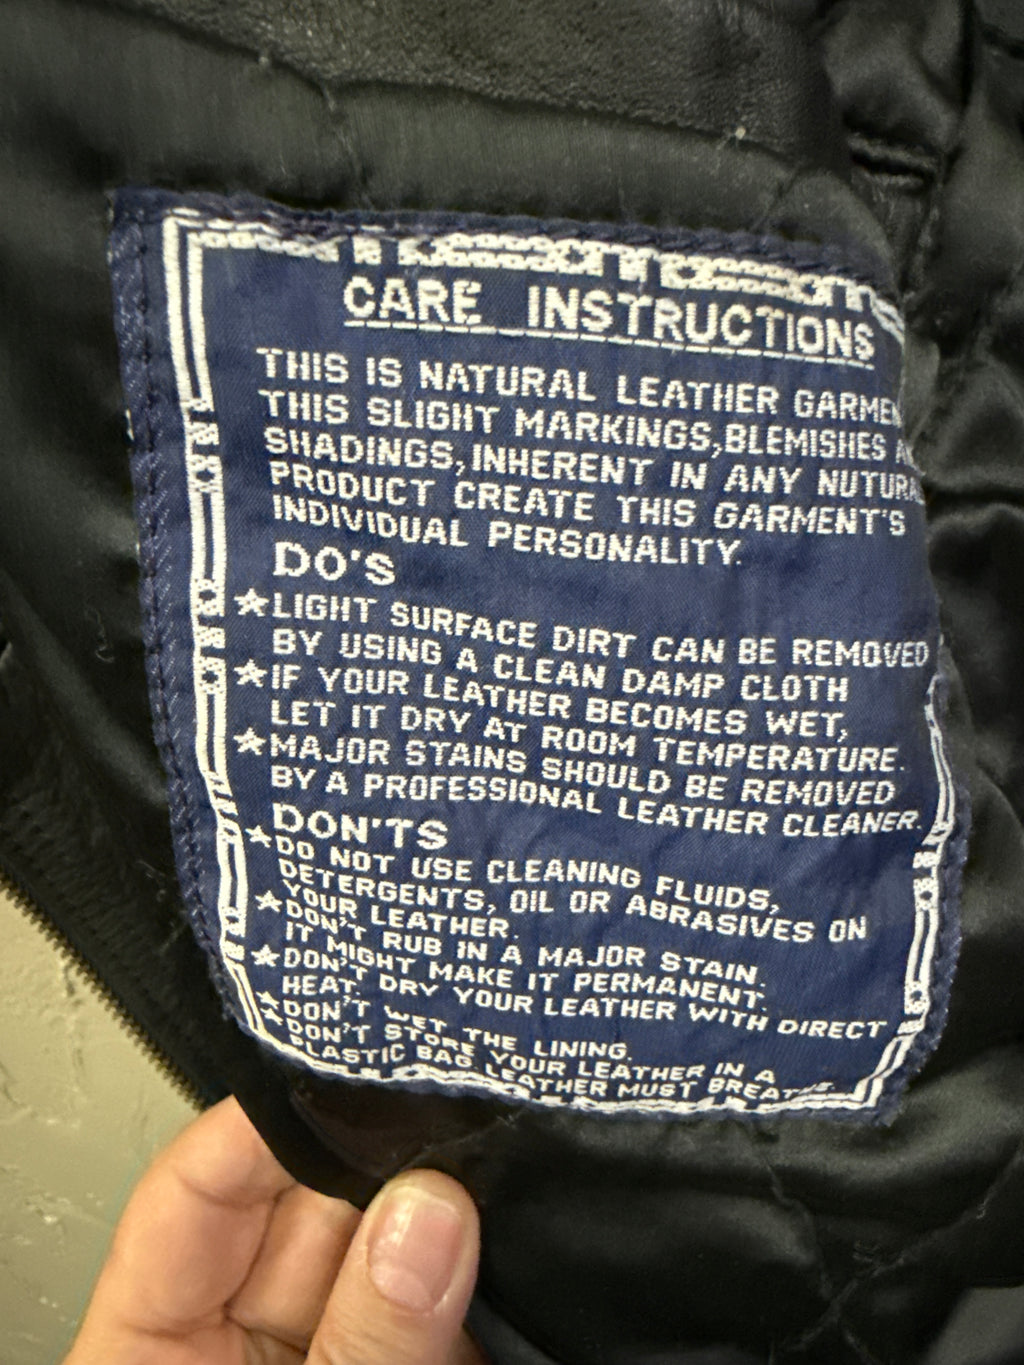 CARE INSTRUCTIONS
THIS IS NATURAL LEATHER
THIS SLIGHT MARKINGS,BLEMISHES
SHADINGS,INHERENT IN ANY
PRODUCT CREATE THIS GARMENT'S
INDIVIDUAL PERSONALITY.
DO'S
★LIGHT SURFACE DIRT CAN BE REMOVED
BY USING A CLEAN DAMP CLOTH
★IF YOUR LEATHER BECOMES WET,
LET IT DRY AT ROOM TEMPERATURE.
★MAJOR STAINS SHOULD BE REMOVED
BY A PROFESSIONAL LEATHER CLEANER.
DON'TS
★DO NOT USE CLEANING FLUIDS,
DETERGENTS, OIL OR ABRASIVES ON
YOUR LEATHER.
★DON'T RUB IN A MAJOR STAIN.
IT MIGHT MAKE IT PERMANENT.
★DON'T DRY YOUR LEATHER WITH DIRECT
HEAT.
★DON'T WET THE LINING.
★DON'T STORE YOUR LEATHER IN A
PLASTIC BAG. LEATHER MUST BREATHE.